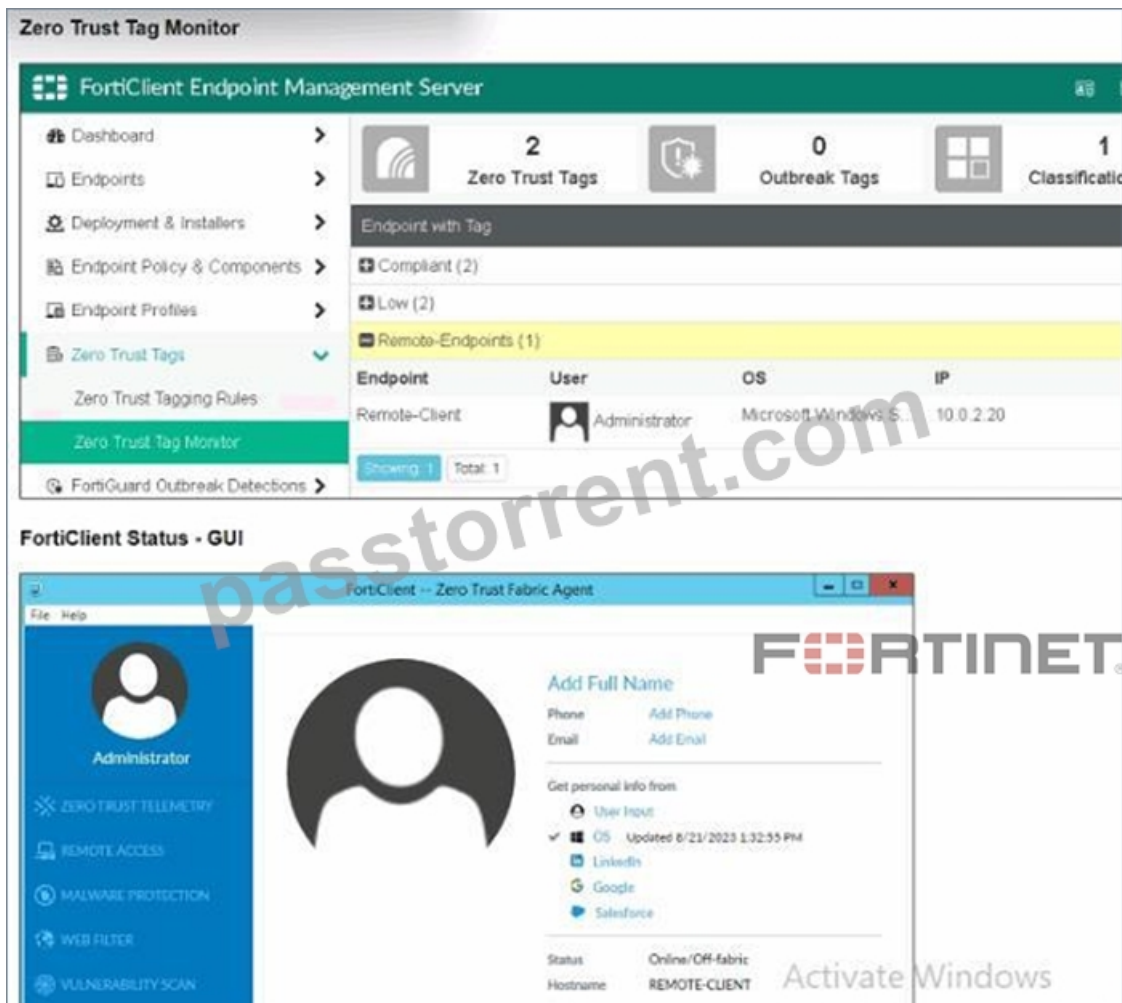 Zero Trust Tag Monitor
FortiClient Endpoint Management Server
Dashboard
Endpoints
Deployment & Installers
Endpoint Policy & Components
Endpoint Profiles
Zero Trust Tags
Zero Trust Tagging Rules
Zero Trust Tag Monitor
FortiGuard Outbreak Detections
2
Zero Trust Tags
0
Outbreak Tags
1
Classificatio
Endpoint with Tag
Compliant (2)
Low (2)
Remote-Endpoints (1)
Endpoint User OS IP
Remote-Client Administrator Microsoft Windows S... 10.0.2.20
Showing: 1 Total: 1
passtorrent.com
FortiClient Status - GUI
FortiClient -- Zero Trust Fabric Agent
File Help
FORTINET
Administrator
ZERO TRUST TELEMETRY
REMOTE ACCESS
MALWARE PROTECTION
WEB FILTER
VULNERABILITY SCAN
Add Full Name
Phone Add Phone
Email Add Email
Get personal info from
User Input
OS Updated 8/21/2023 1:32:55 PM
LinkedIn
Google
Salesforce
Status Online/Off-fabric
Hostname REMOTE-CLIENT
Activate Windows